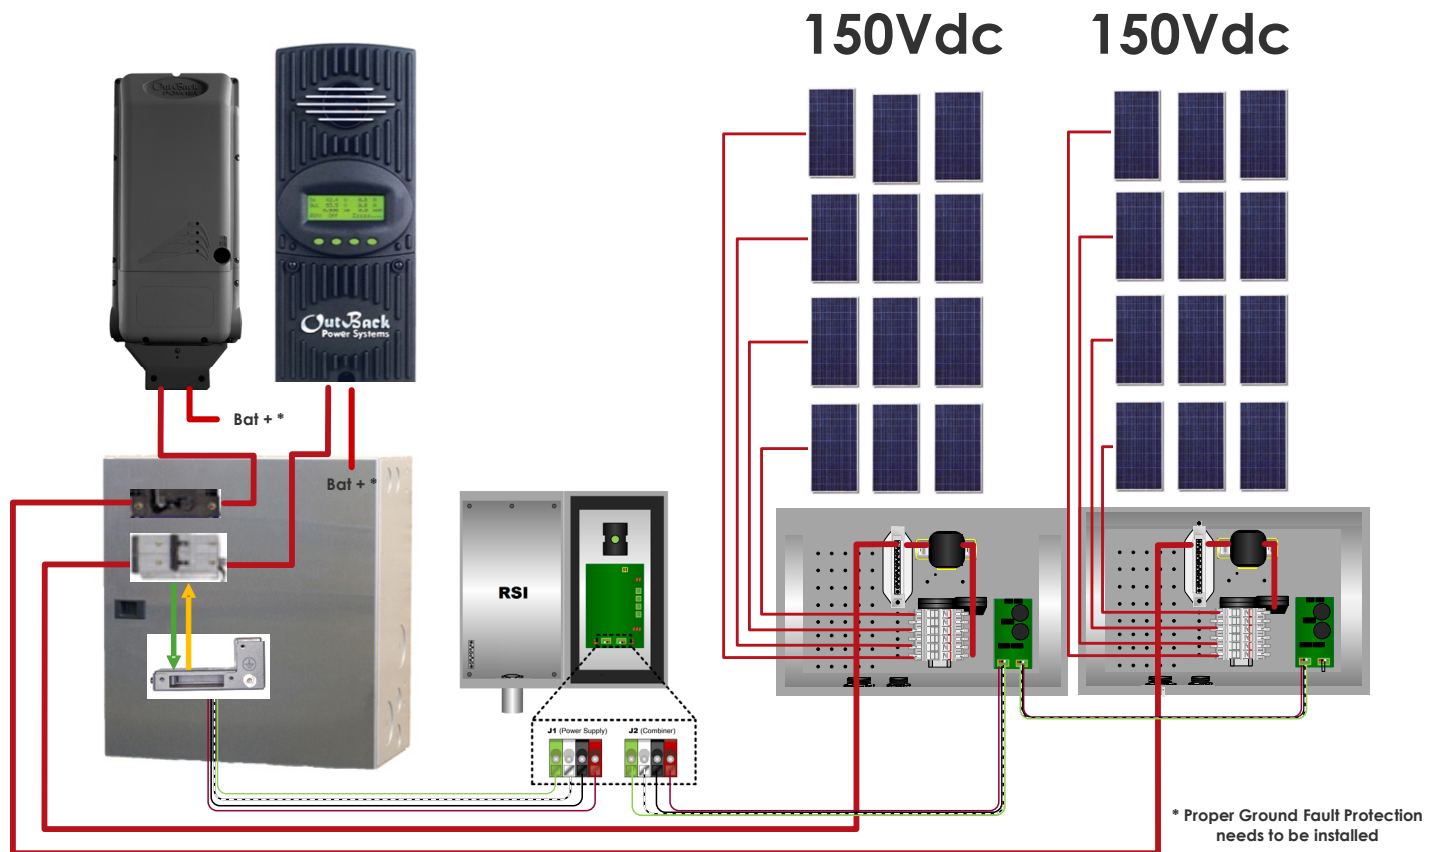 150Vdc
150Vdc
OutBack
POWER
OutBack
Power Systems
Bat + *
Bat + *
RSI
J1 (Power Supply)
J2 (Combiner)
* Proper Ground Fault Protection
needs to be installed